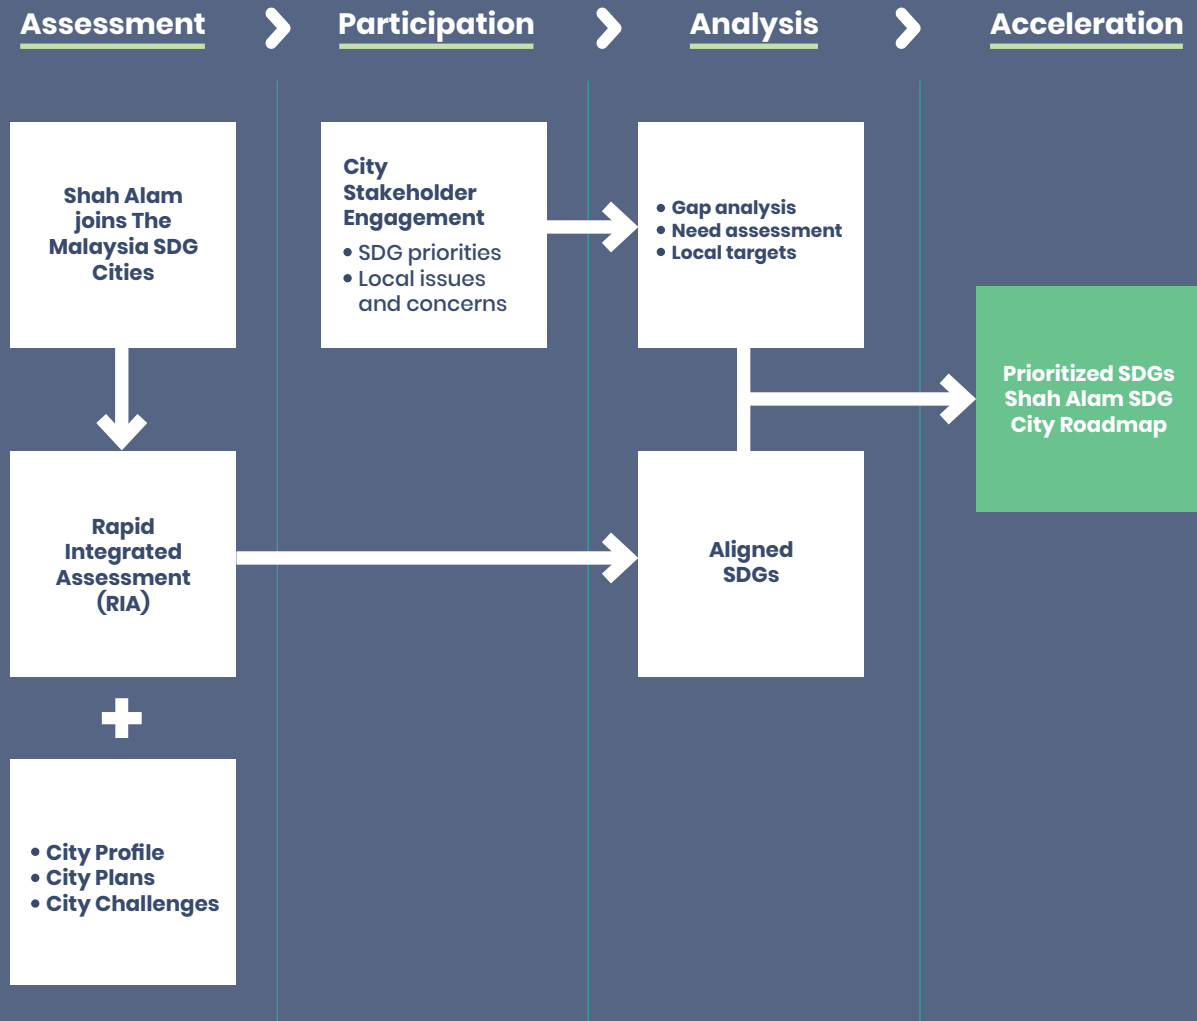 Assessment
Participation
Analysis
Acceleration
Shah Alam
joins The
Malaysia SDG
Cities
City
Stakeholder
Engagement
• SDG priorities
• Local issues
and concerns
• Gap analysis
• Need assessment
• Local targets
Prioritized SDGs
Shah Alam SDG
City Roadmap
Rapid
Integrated
Assessment
(RIA)
Aligned
SDGs
• City Profile
• City Plans
• City Challenges